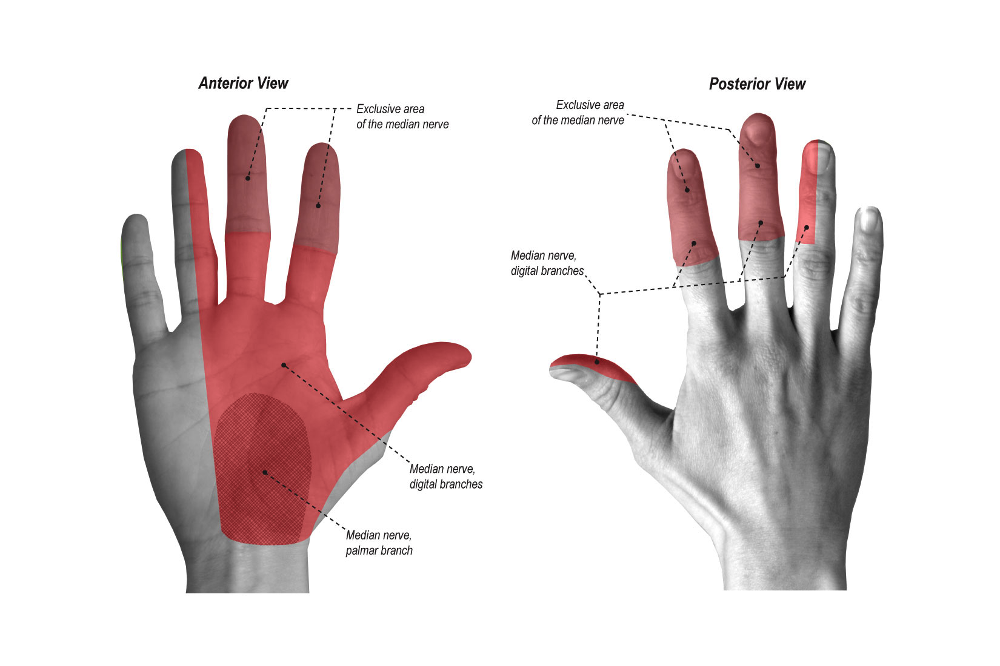 Anterior View
Exclusive area
of the median nerve
Median nerve,
digital branches
Median nerve,
palmar branch
Posterior View
Exclusive area
of the median nerve
Median nerve,
digital branches